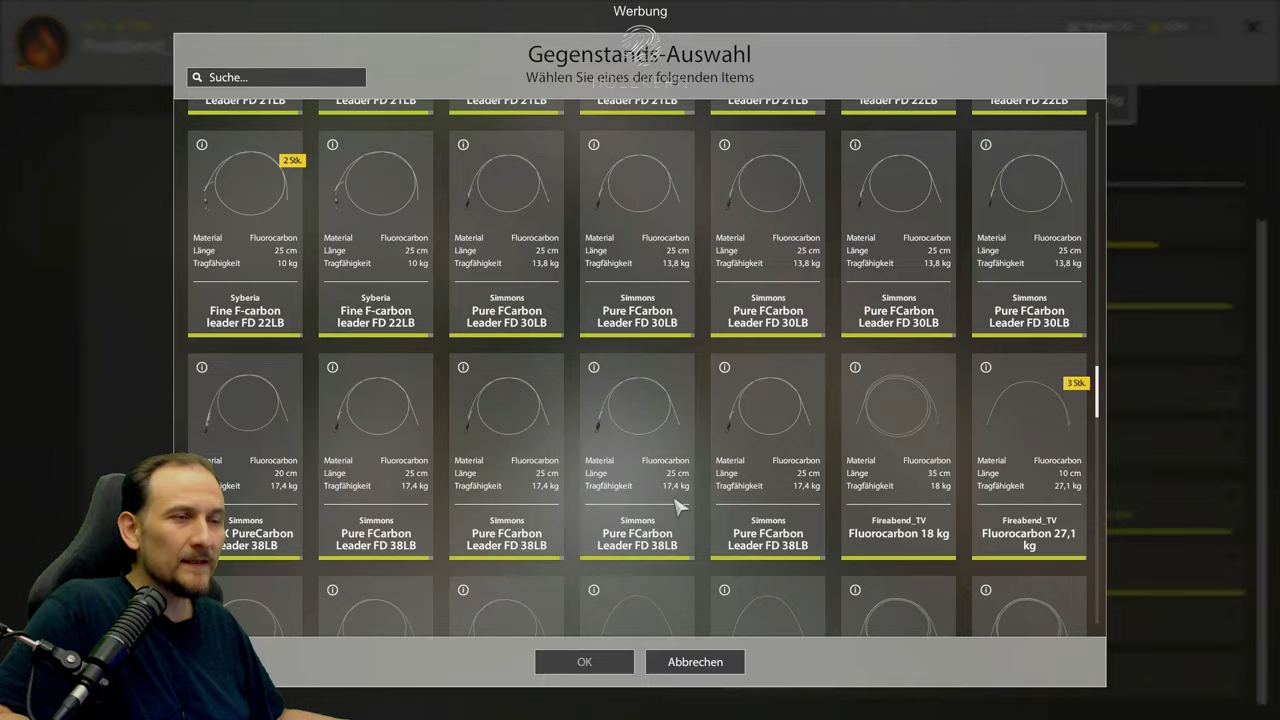 Werbung
Gegenstands-Auswahl
Suche...
Wählen Sie eines der folgenden Items
Leader FD 21LB
Leader FD 21LB
Leader FD 21LB
Leader FD 21LB
Leader FD 21LB
leader FD 22LB
leader FD 22LB
2 Stk.
Material Fluorocarbon
Länge 25 cm
Tragfähigkeit 10 kg
Syberia
Fine F-carbon
leader FD 22LB
Material Fluorocarbon
Länge 25 cm
Tragfähigkeit 10 kg
Syberia
Fine F-carbon
leader FD 22LB
Material Fluorocarbon
Länge 25 cm
Tragfähigkeit 13,8 kg
Simmons
Pure FCarbon
Leader FD 30LB
Material Fluorocarbon
Länge 25 cm
Tragfähigkeit 13,8 kg
Simmons
Pure FCarbon
Leader FD 30LB
Material Fluorocarbon
Länge 25 cm
Tragfähigkeit 13,8 kg
Simmons
Pure FCarbon
Leader FD 30LB
Material Fluorocarbon
Länge 25 cm
Tragfähigkeit 13,8 kg
Simmons
Pure FCarbon
Leader FD 30LB
Material Fluorocarbon
Länge 25 cm
Tragfähigkeit 13,8 kg
Simmons
Pure FCarbon
Leader FD 30LB
Material Fluorocarbon
Länge 20 cm
igkeit 17,4 kg
Simmons
PureCarbon
eader 38LB
Material Fluorocarbon
Länge 25 cm
Tragfähigkeit 17,4 kg
Simmons
Pure FCarbon
Leader FD 38LB
Material Fluorocarbon
Länge 25 cm
Tragfähigkeit 17,4 kg
Simmons
Pure FCarbon
Leader FD 38LB
Material Fluorocarbon
Länge 25 cm
Tragfähigkeit 17,4 kg
Simmons
Pure FCarbon
Leader FD 38LB
Material Fluorocarbon
Länge 25 cm
Tragfähigkeit 17,4 kg
Simmons
Pure FCarbon
Leader FD 38LB
Material Fluorocarbon
Länge 35 cm
Tragfähigkeit 18 kg
Fireabend_TV
Fluorocarbon 18 kg
3 Stk.
Material Fluorocarbon
Länge 10 cm
Tragfähigkeit 27,1 kg
Fireabend_TV
Fluorocarbon 27,1
kg
OK
Abbrechen